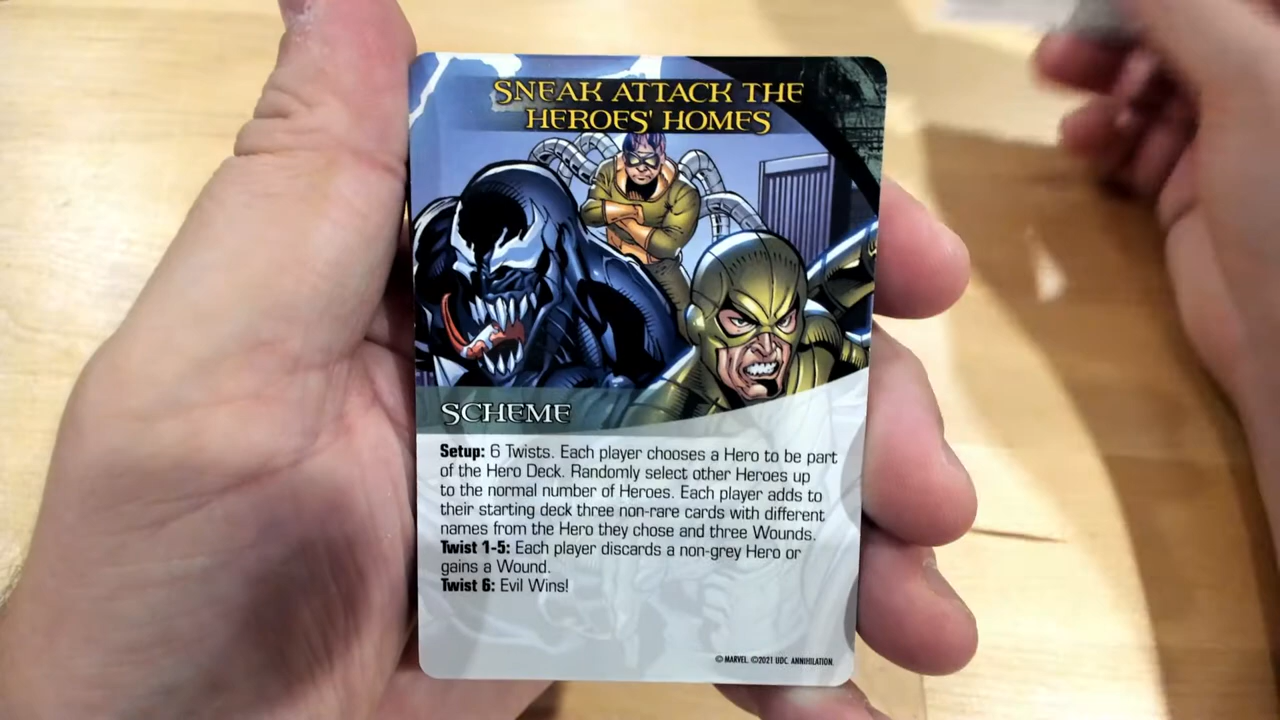 SNEAK ATTACK THE
HEROES' HOMES
SCHEME
Setup: 6 Twists. Each player chooses a Hero to be part
of the Hero Deck. Randomly select other Heroes up
to the normal number of Heroes. Each player adds to
their starting deck three non-rare cards with different
names from the Hero they chose and three Wounds.
Twist 1-5: Each player discards a non-grey Hero or
gains a Wound.
Twist 6: Evil Wins!
© MARVEL. ©2021 UDC. ANNIHILATION.